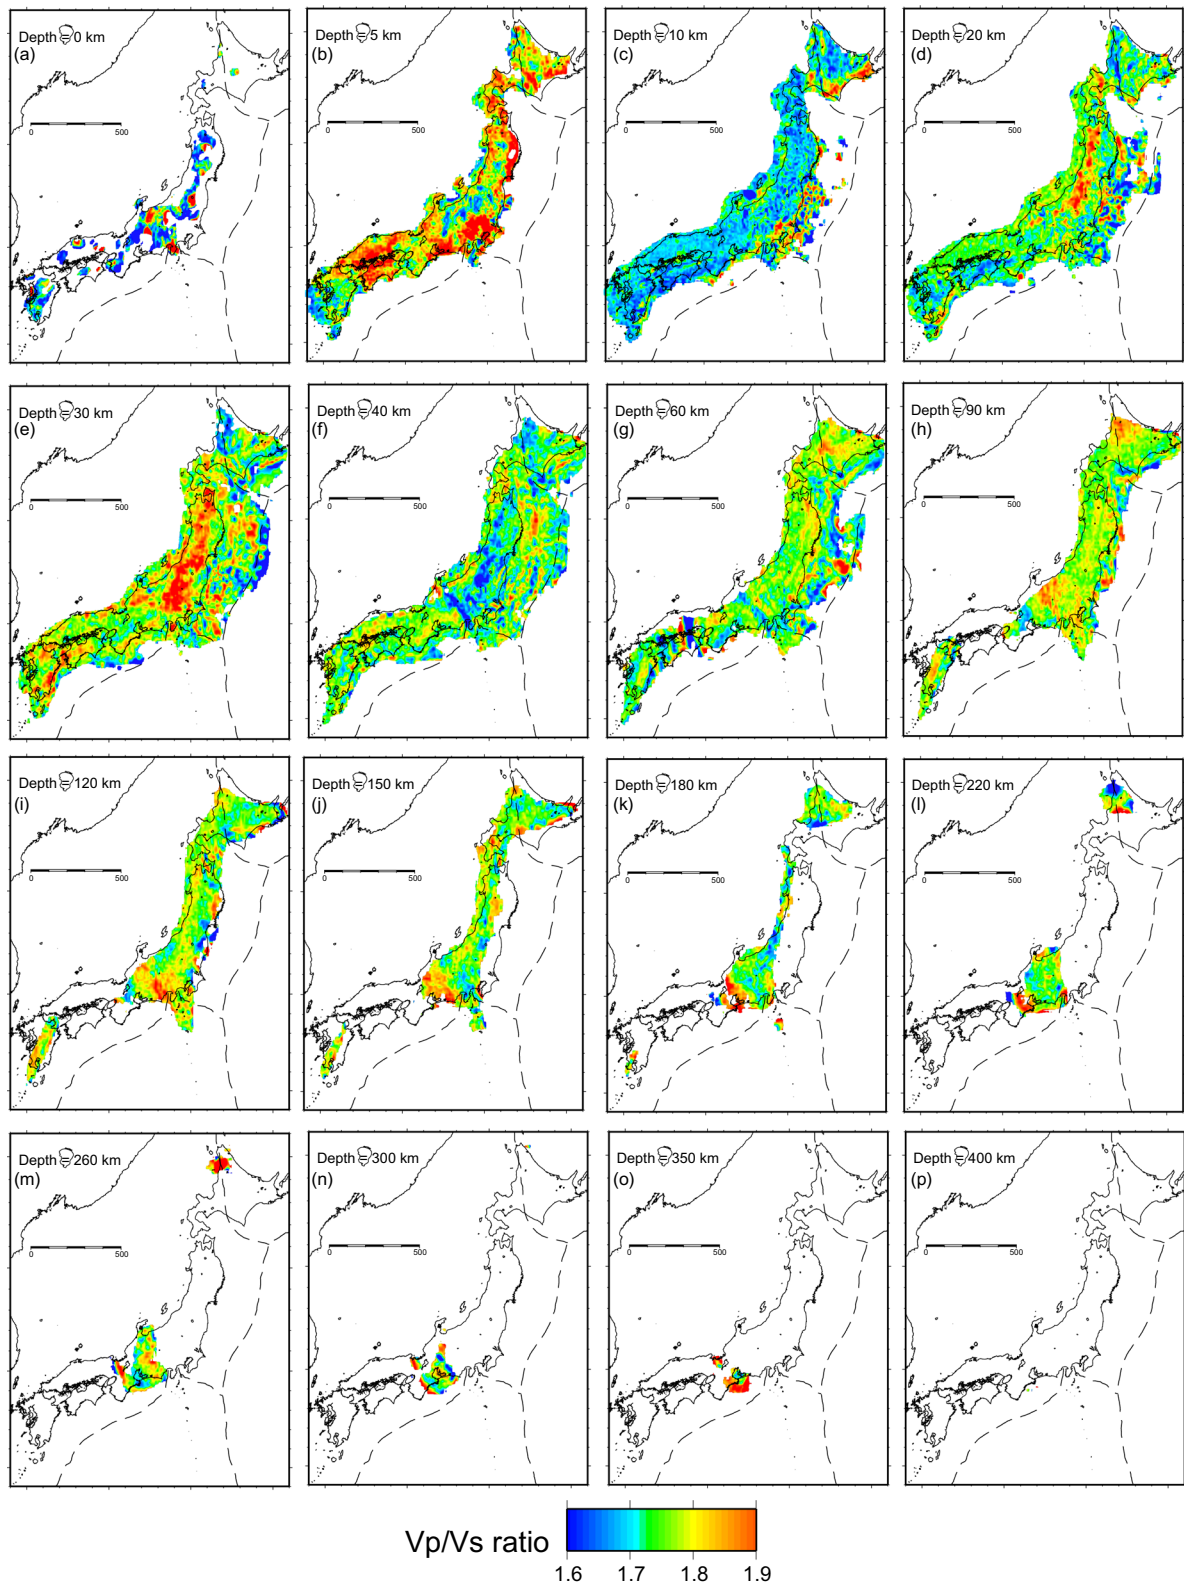 Depth 0 km
(a)
0 500
Depth 5 km
(b)
0 500
Depth 10 km
(c)
0 500
Depth 20 km
(d)
0 500
Depth 30 km
(e)
0 500
Depth 40 km
(f)
0 500
Depth 60 km
(g)
0 500
Depth 90 km
(h)
0 500
Depth 120 km
(i)
0 500
Depth 150 km
(j)
0 500
Depth 180 km
(k)
0 500
Depth 220 km
(l)
0 500
Depth 260 km
(m)
0 500
Depth 300 km
(n)
0 500
Depth 350 km
(o)
0 500
Depth 400 km
(p)
0 500
Vp/Vs ratio
1.6 1.7 1.8 1.9